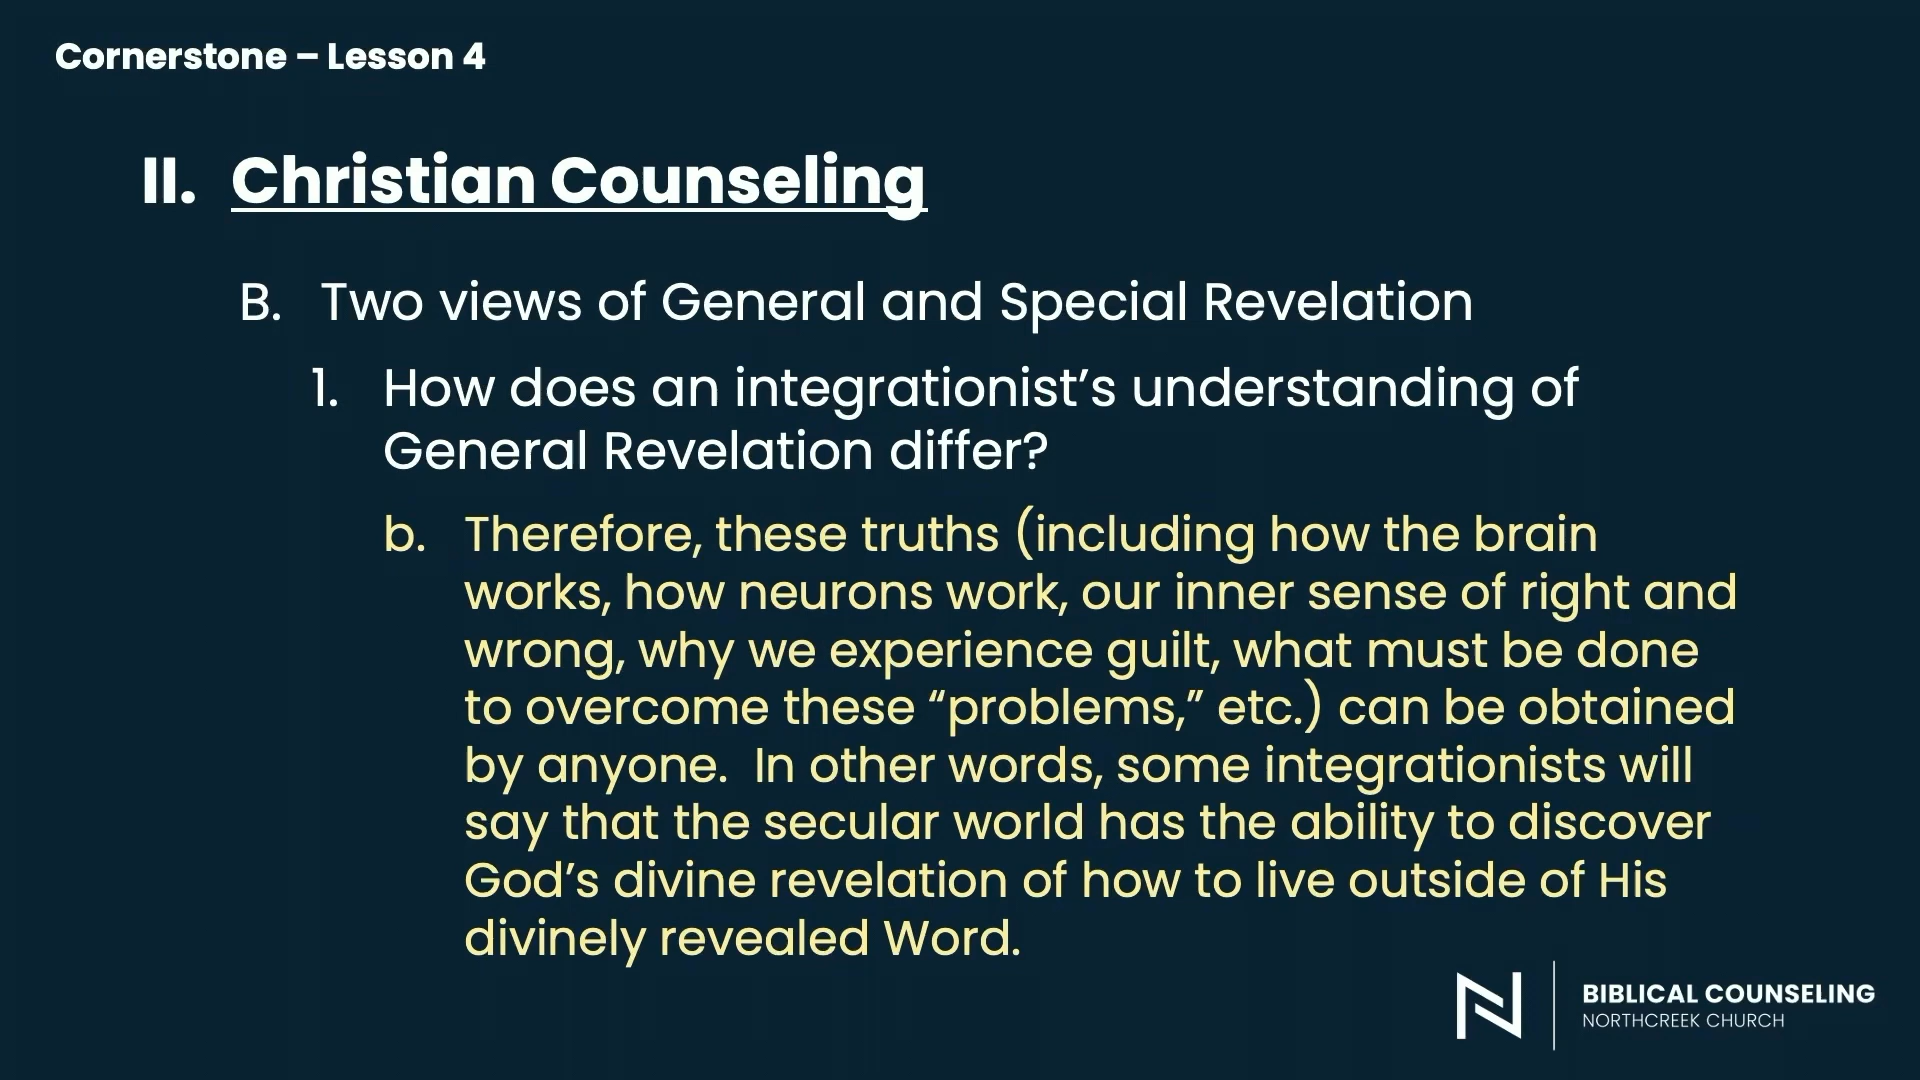 Cornerstone – Lesson 4
II. Christian Counseling
B. Two views of General and Special Revelation
1. How does an integrationist’s understanding of
General Revelation differ?
b. Therefore, these truths (including how the brain
works, how neurons work, our inner sense of right and
wrong, why we experience guilt, what must be done
to overcome these “problems,” etc.) can be obtained
by anyone.  In other words, some integrationists will
say that the secular world has the ability to discover
God’s divine revelation of how to live outside of His
divinely revealed Word.
BIBLICAL COUNSELING
NORTHCREEK CHURCH